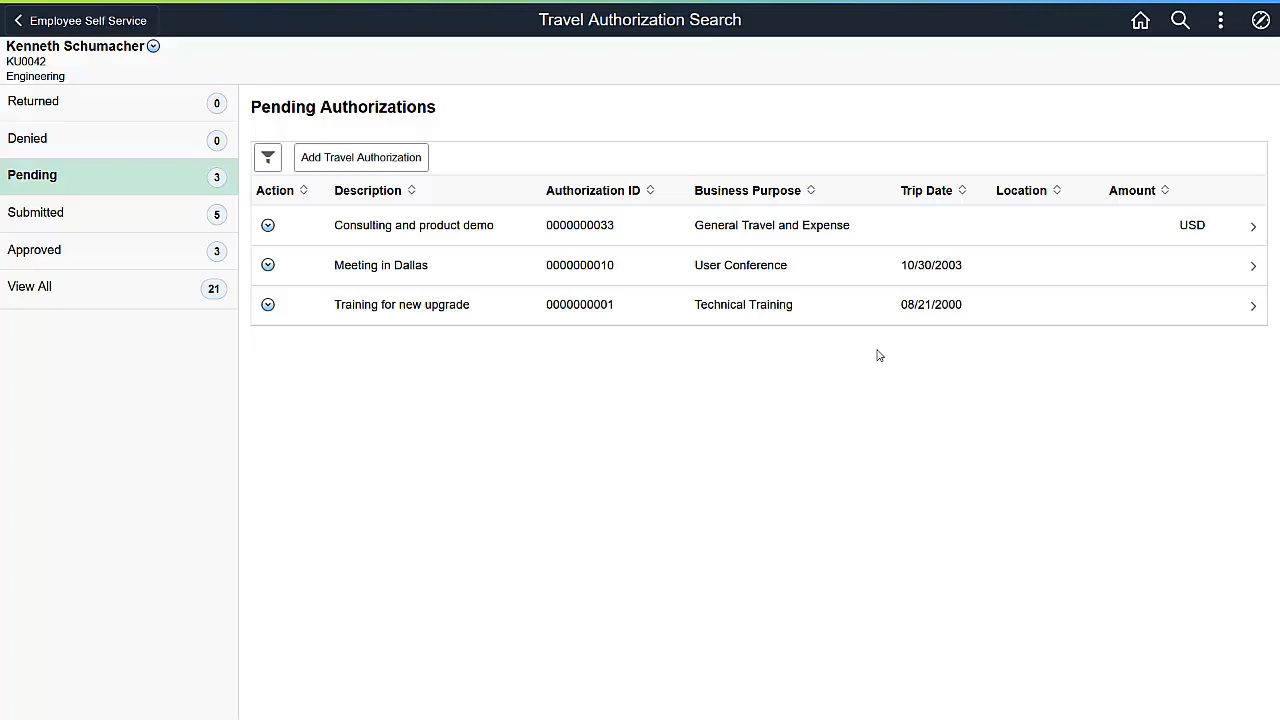 Employee Self Service
Travel Authorization Search
Kenneth Schumacher
KU0042
Engineering
Returned 0
Denied 0
Pending 3
Submitted 5
Approved 3
View All 21
Pending Authorizations
Add Travel Authorization
Action Description Authorization ID Business Purpose Trip Date Location Amount
Consulting and product demo 0000000033 General Travel and Expense USD
Meeting in Dallas 0000000010 User Conference 10/30/2003
Training for new upgrade 0000000001 Technical Training 08/21/2000